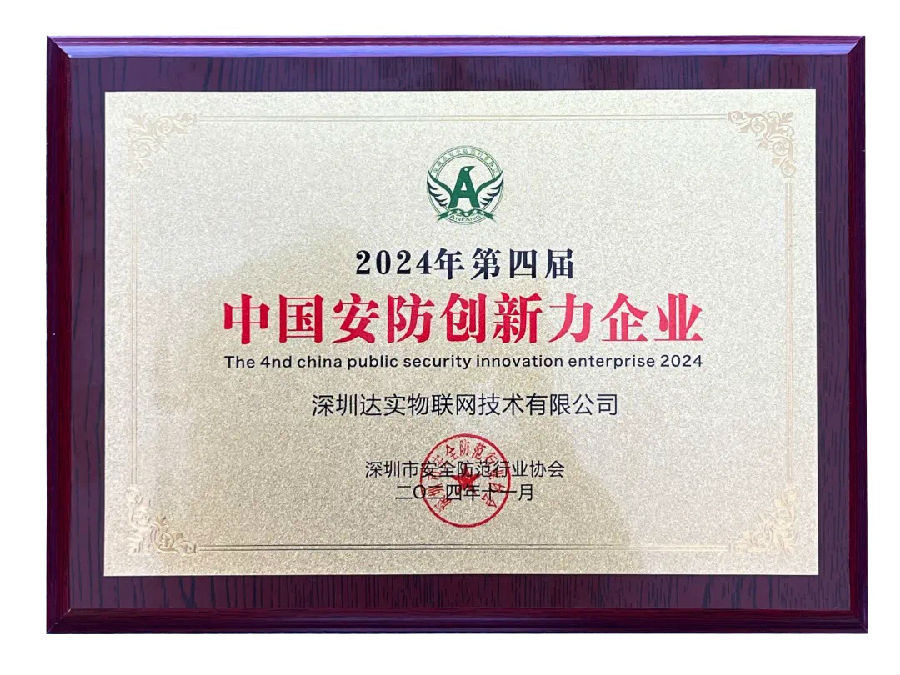 2024年第四届
中国安防创新力企业
The 4nd china public security innovation enterprise 2024
深圳达实物联网技术有限公司
深圳市安全防范行业协会
二〇二四年十一月